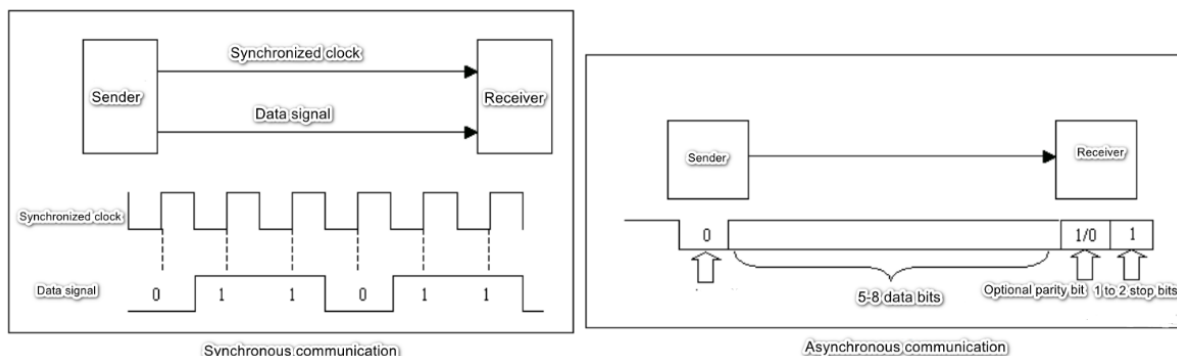 Synchronized clock
Sender
Receiver
Data signal
Synchronized clock
Data signal
0 1 1 0 1 1
Synchronous communication
Sender
Receiver
0
1/0
1
5-8 data bits
Optional parity bit
1 to 2 stop bits
Asynchronous communication